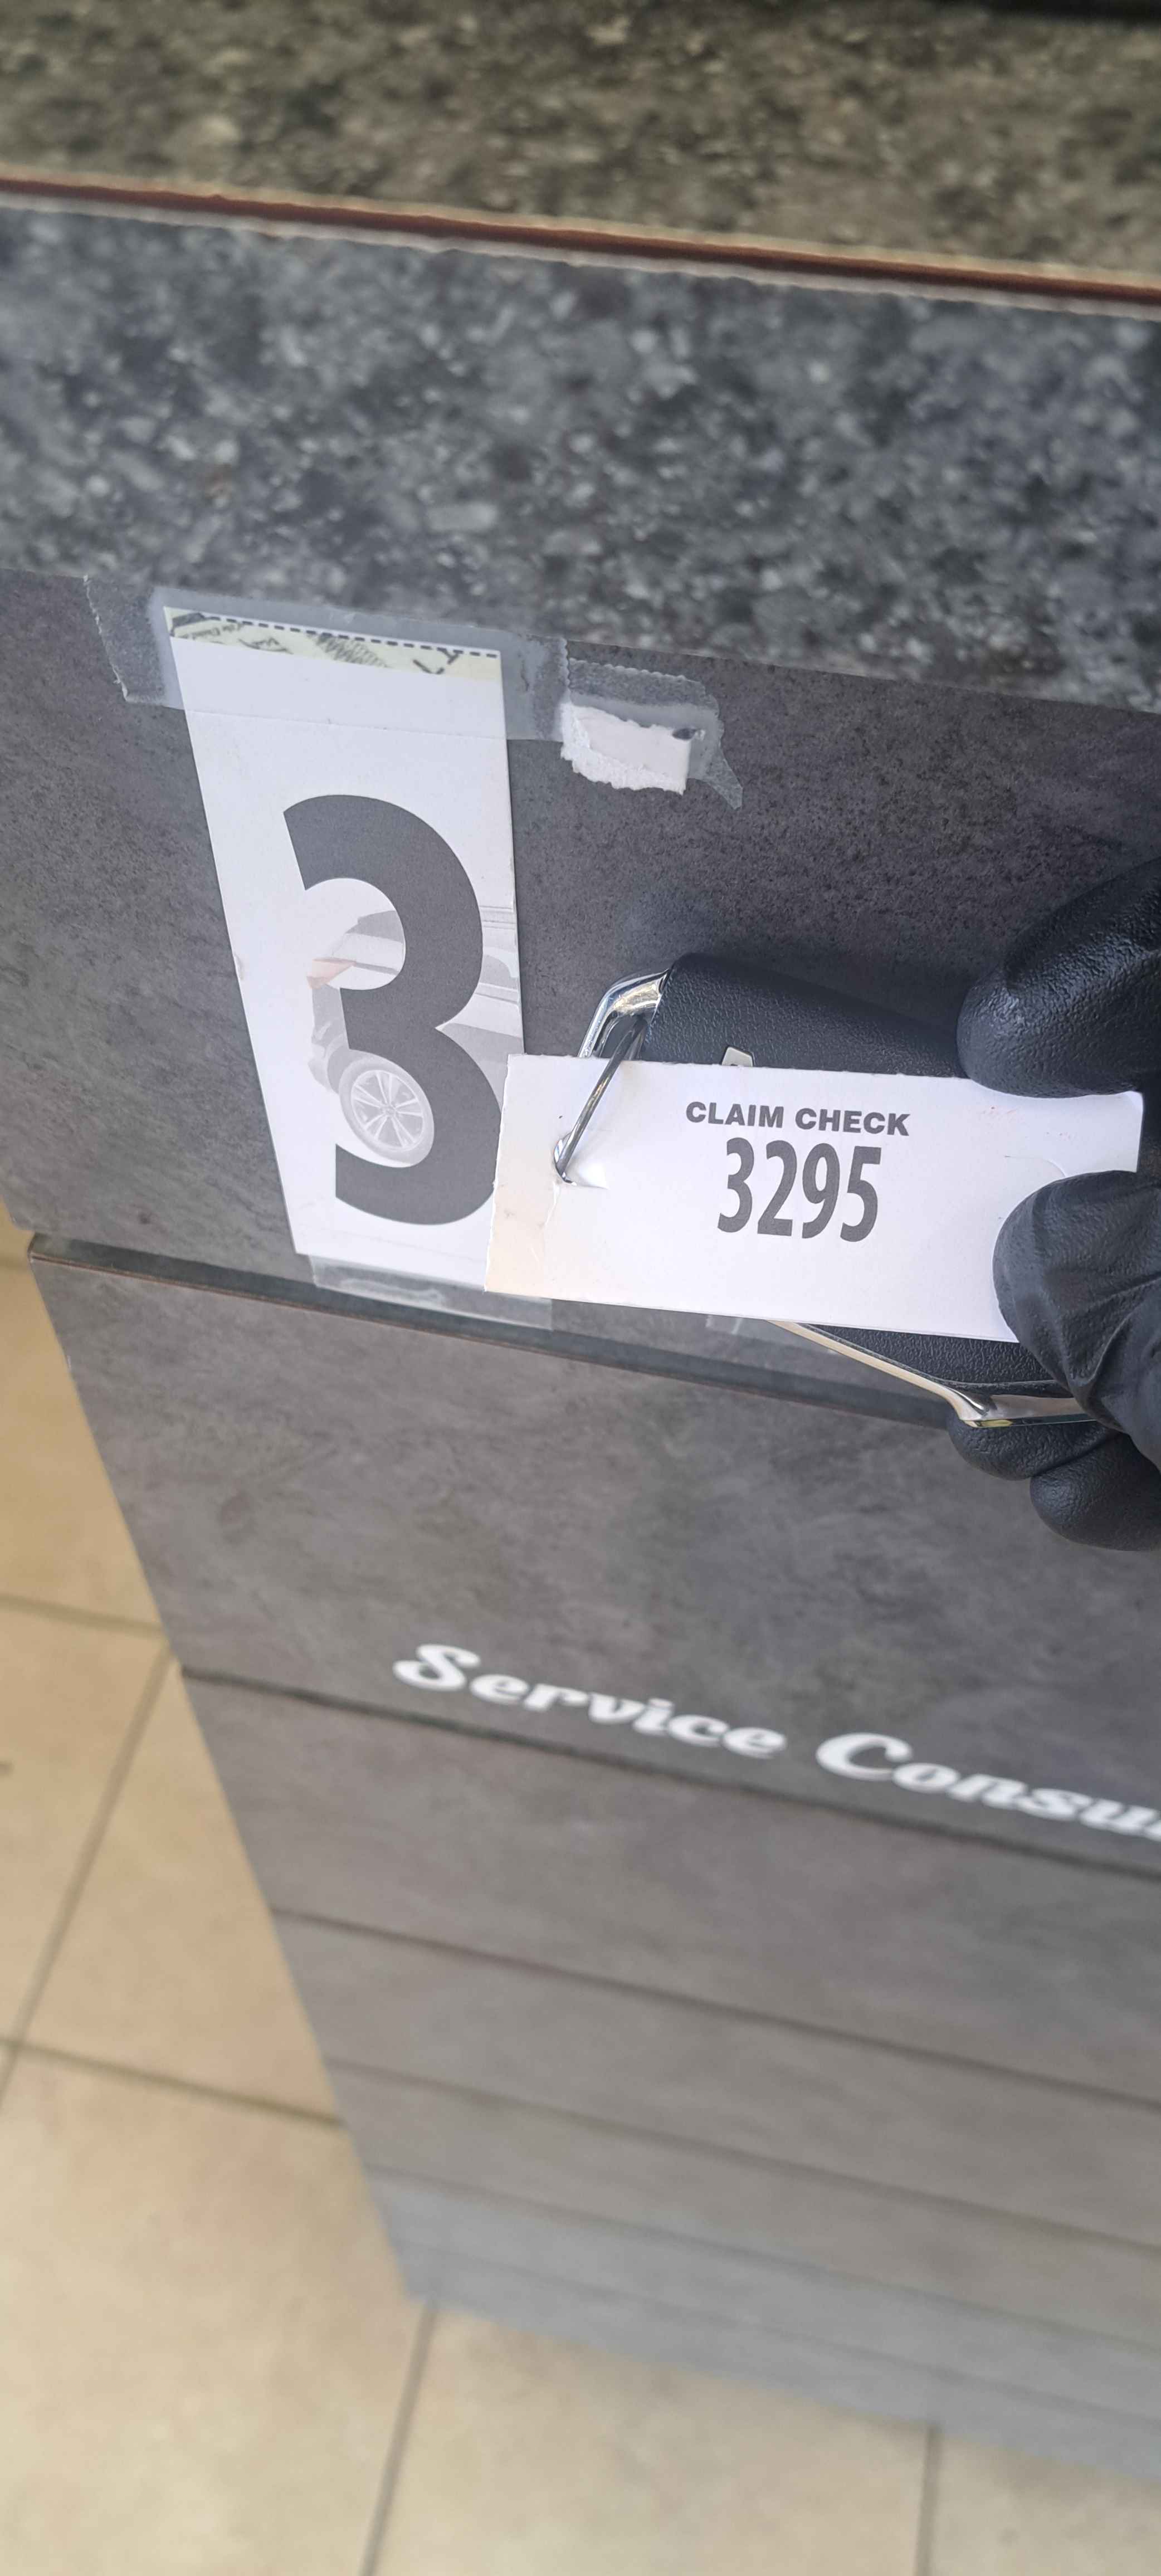 3
CLAIM CHECK
3295
Service Consu